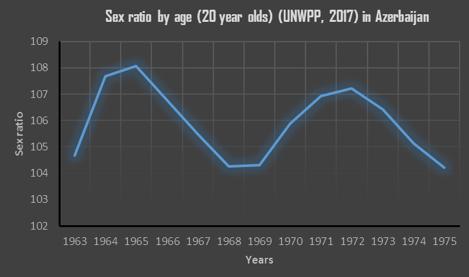 Sex ratio by age (20 year olds) (UNWPP, 2017) in Azerbaijan
109
108
107
106
105
104
103
102
Sex ratio
1963 1964 1965 1966 1967 1968 1969 1970 1971 1972 1973 1974 1975
Years